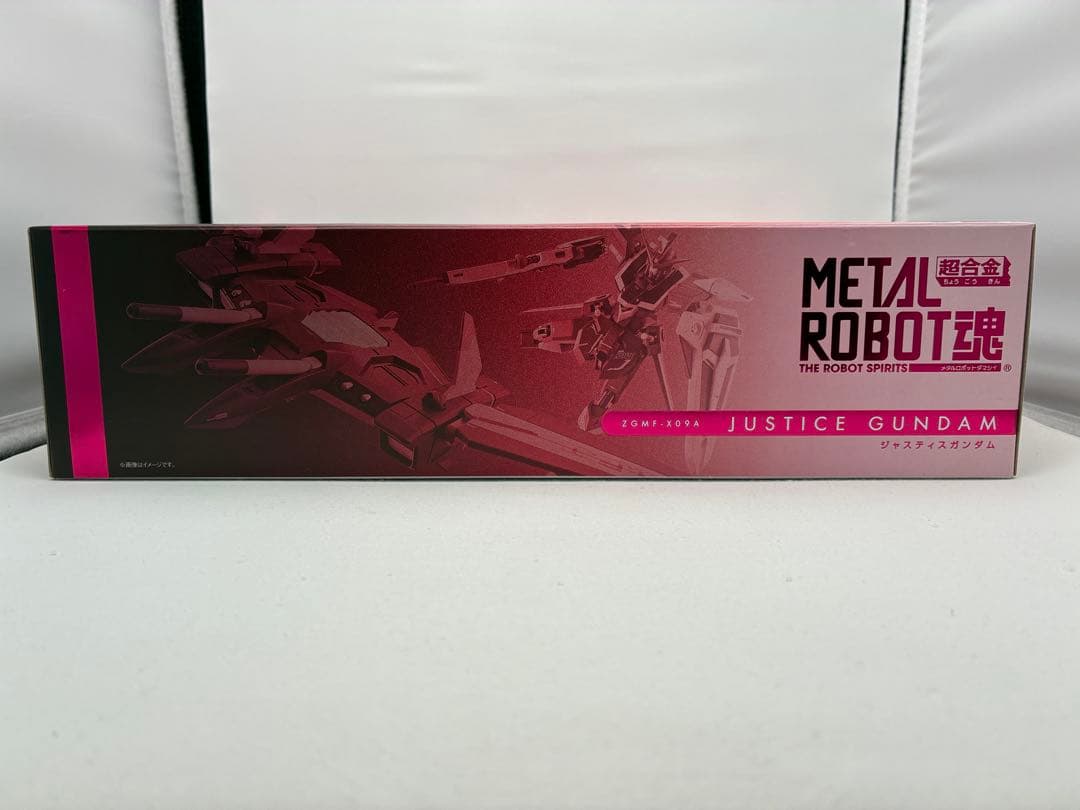 METAL
超合金
ちょうごうきん
ROBOT魂
THE ROBOT SPIRITS
メタルロボットダマシイ ®
ZGMF-X09A JUSTICE GUNDAM
ジャスティスガンダム
※画像はイメージです。